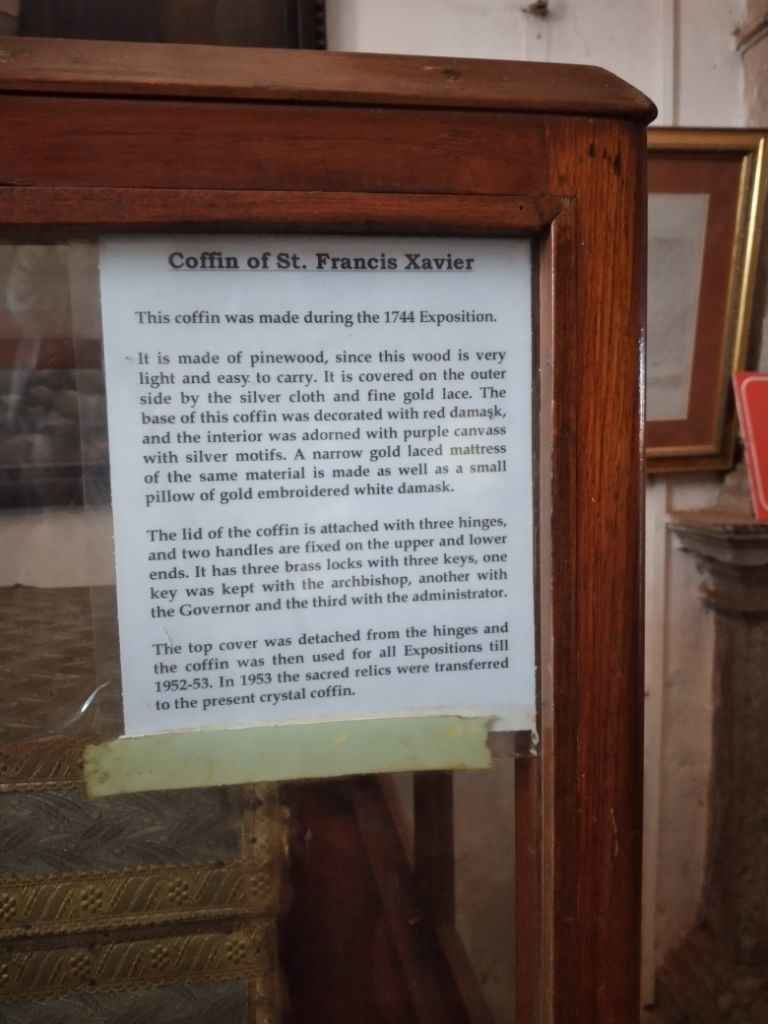 Coffin of St. Francis Xavier
This coffin was made during the 1744 Exposition.
It is made of pinewood, since this wood is very
light and easy to carry. It is covered on the outer
side by the silver cloth and fine gold lace. The
base of this coffin was decorated with red damask,
and the interior was adorned with purple canvass
with silver motifs. A narrow gold laced mattress
of the same material is made as well as a small
pillow of gold embroidered white damask.
The lid of the coffin is attached with three hinges,
and two handles are fixed on the upper and lower
ends. It has three brass locks with three keys, one
key was kept with the archbishop, another with
the Governor and the third with the administrator.
The top cover was detached from the hinges and
the coffin was then used for all Expositions till
1952-53. In 1953 the sacred relics were transferred
to the present crystal coffin.